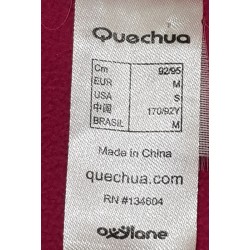 Quechua
Cm 92/95
EUR M
USA S
中国 170/92Y
BRASIL M
Made in China
quechua.com
RN #134604
oxylane